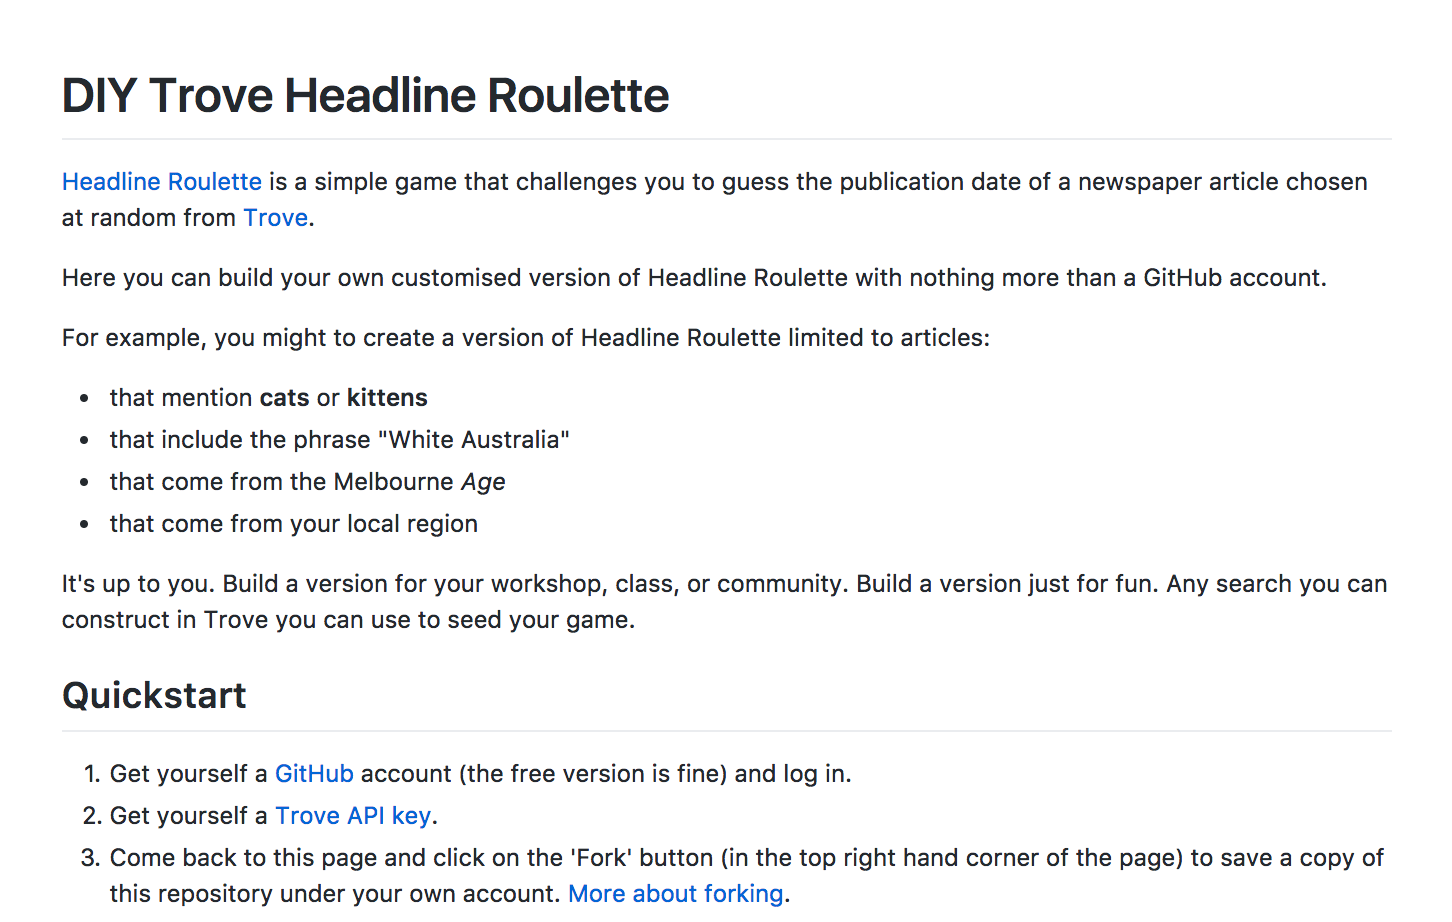 DIY Trove Headline Roulette
Headline Roulette is a simple game that challenges you to guess the publication date of a newspaper article chosen
at random from Trove.
Here you can build your own customised version of Headline Roulette with nothing more than a GitHub account.
For example, you might to create a version of Headline Roulette limited to articles:
• that mention cats or kittens
• that include the phrase "White Australia"
• that come from the Melbourne Age
• that come from your local region
It's up to you. Build a version for your workshop, class, or community. Build a version just for fun. Any search you can
construct in Trove you can use to seed your game.
Quickstart
1. Get yourself a GitHub account (the free version is fine) and log in.
2. Get yourself a Trove API key.
3. Come back to this page and click on the 'Fork' button (in the top right hand corner of the page) to save a copy of
this repository under your own account. More about forking.